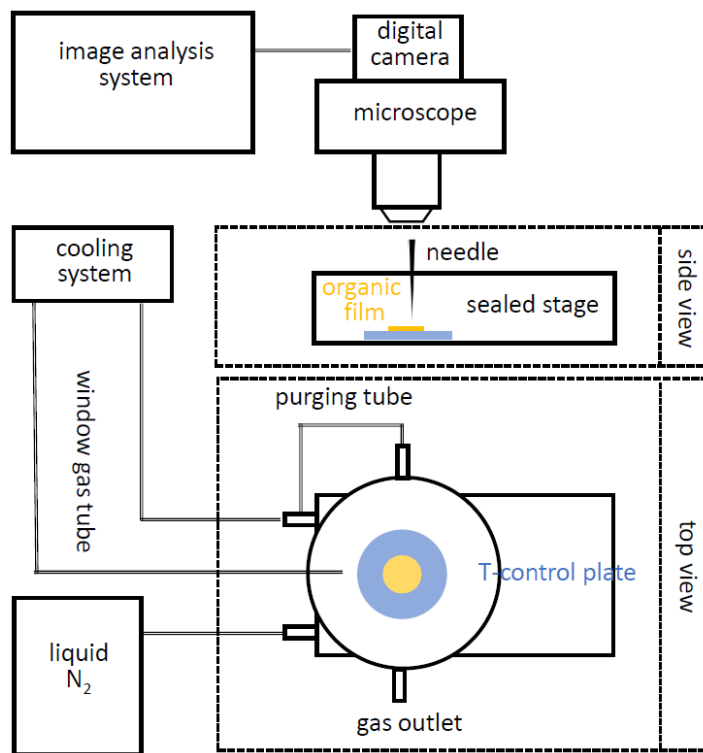 image analysis
system
digital
camera
microscope
cooling
system
needle
organic
film
sealed stage
side view
window gas tube
purging tube
T-control plate
top view
liquid
N₂
gas outlet